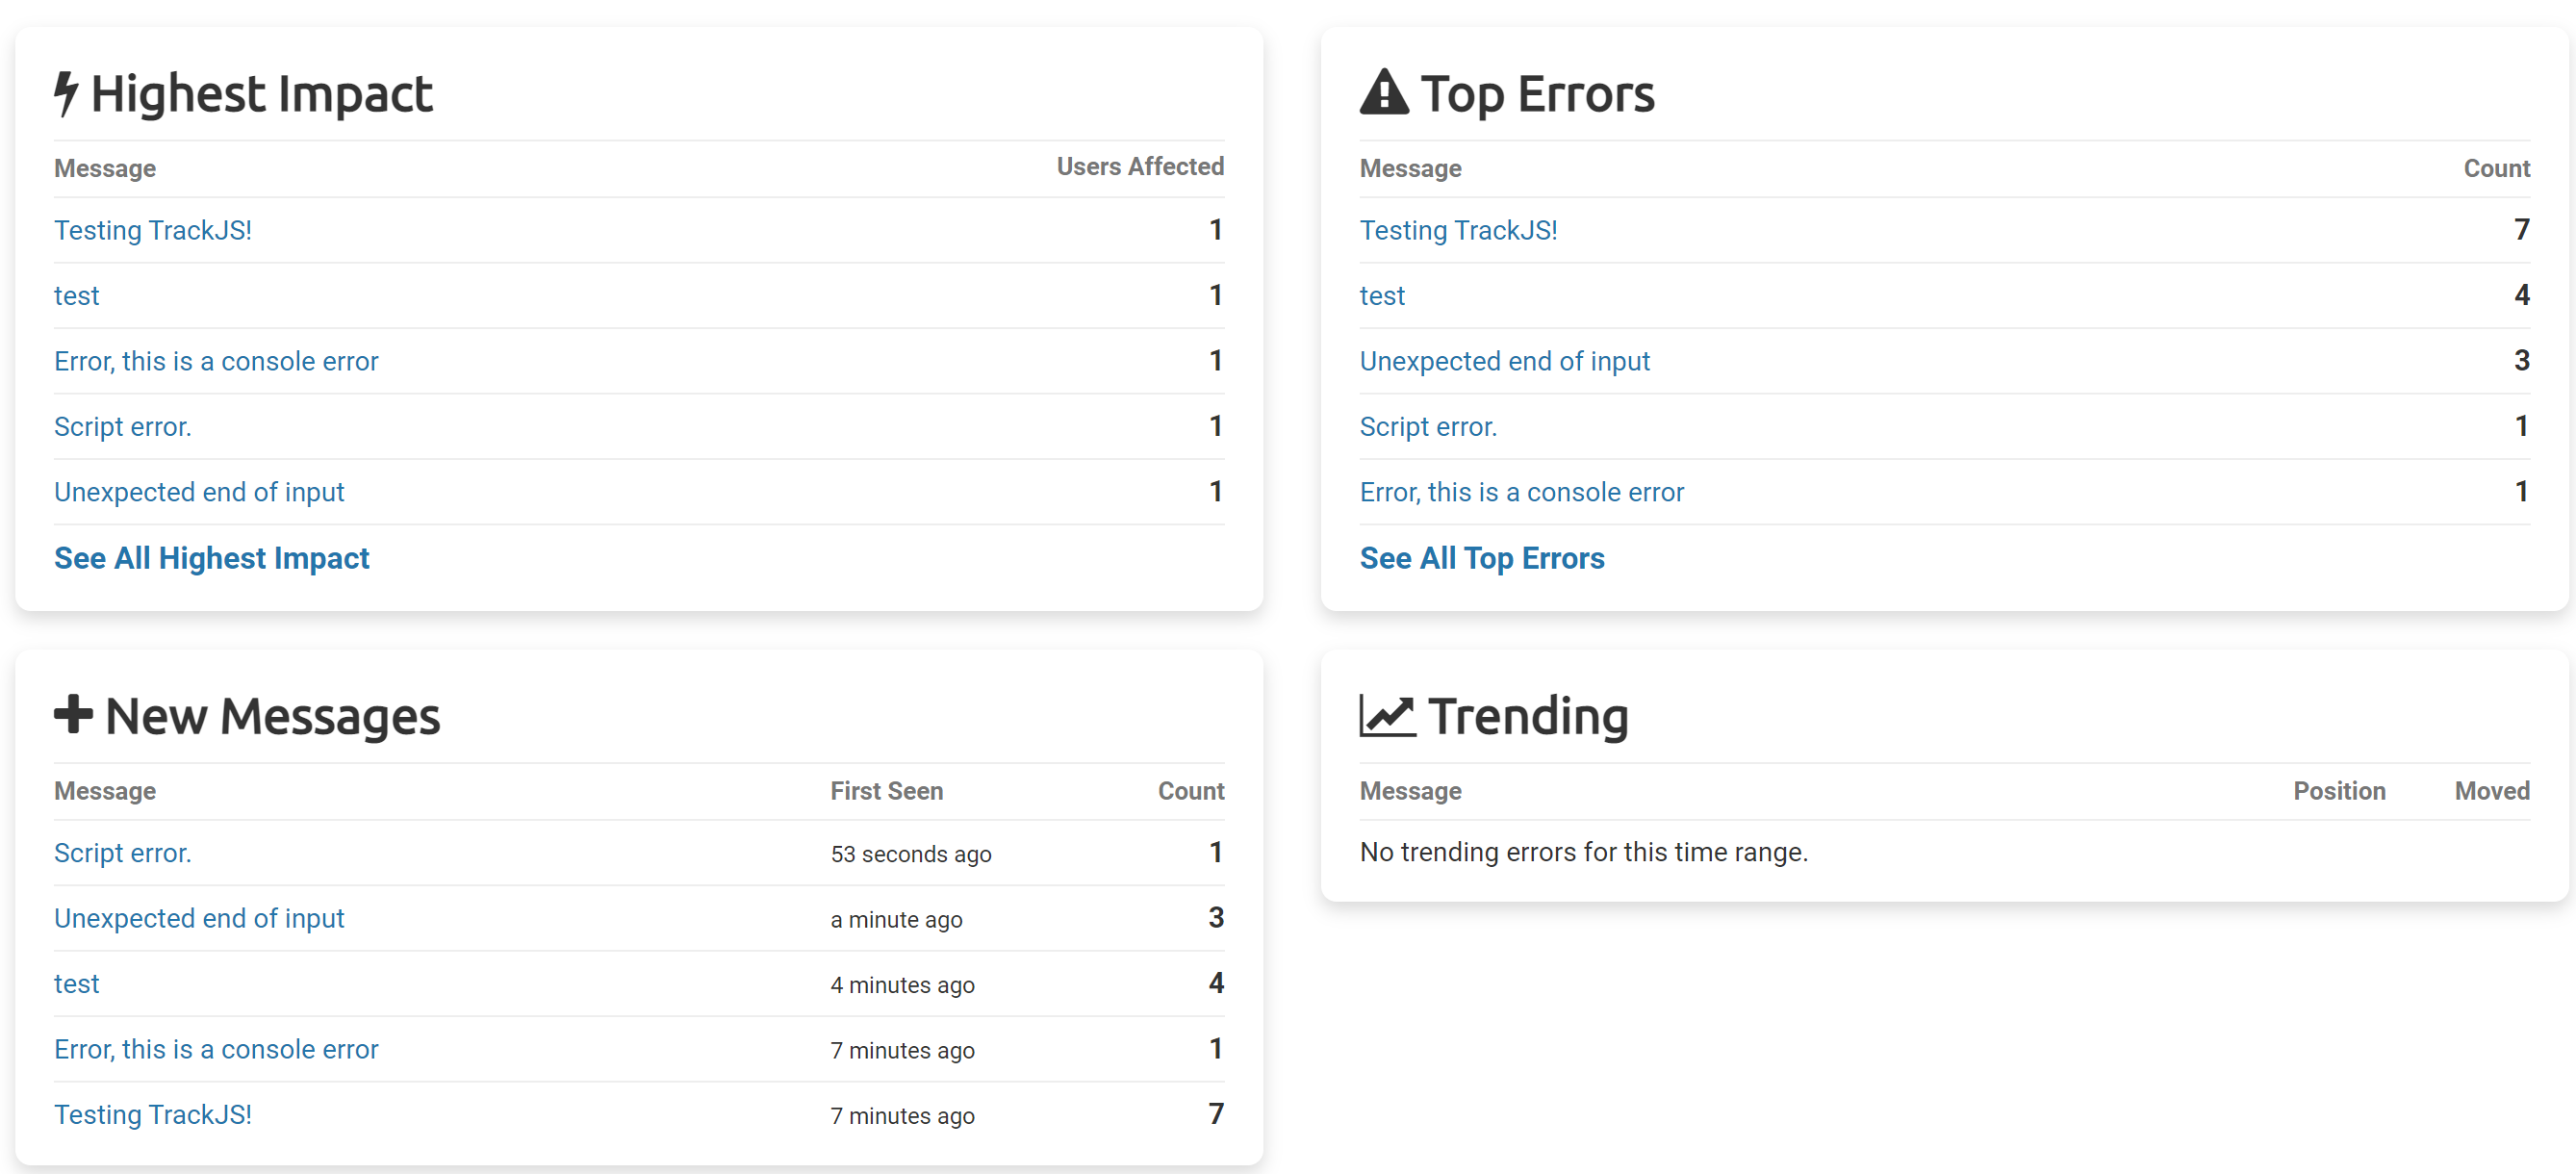 Highest Impact
Message Users Affected
Testing TrackJS! 1
test 1
Error, this is a console error 1
Script error. 1
Unexpected end of input 1
See All Highest Impact
Top Errors
Message Count
Testing TrackJS! 7
test 4
Unexpected end of input 3
Script error. 1
Error, this is a console error 1
See All Top Errors
New Messages
Message First Seen Count
Script error. 53 seconds ago 1
Unexpected end of input a minute ago 3
test 4 minutes ago 4
Error, this is a console error 7 minutes ago 1
Testing TrackJS! 7 minutes ago 7
Trending
Message Position Moved
No trending errors for this time range.